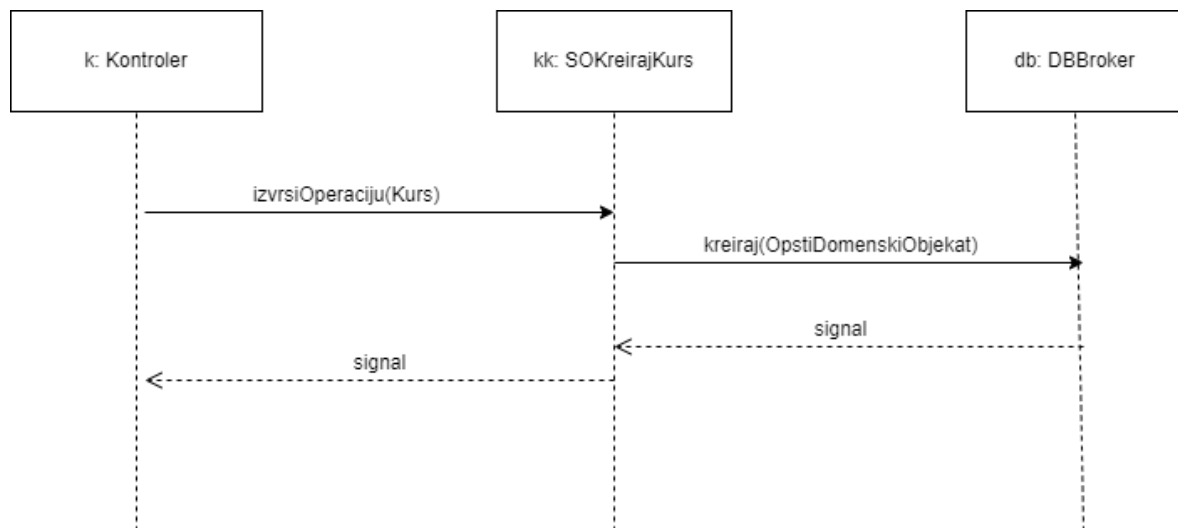 k: Kontroler
kk: SOKreirajKurs
db: DBBroker
izvrsiOperaciju(Kurs)
kreiraj(OpstiDomenskiObjekat)
signal
signal